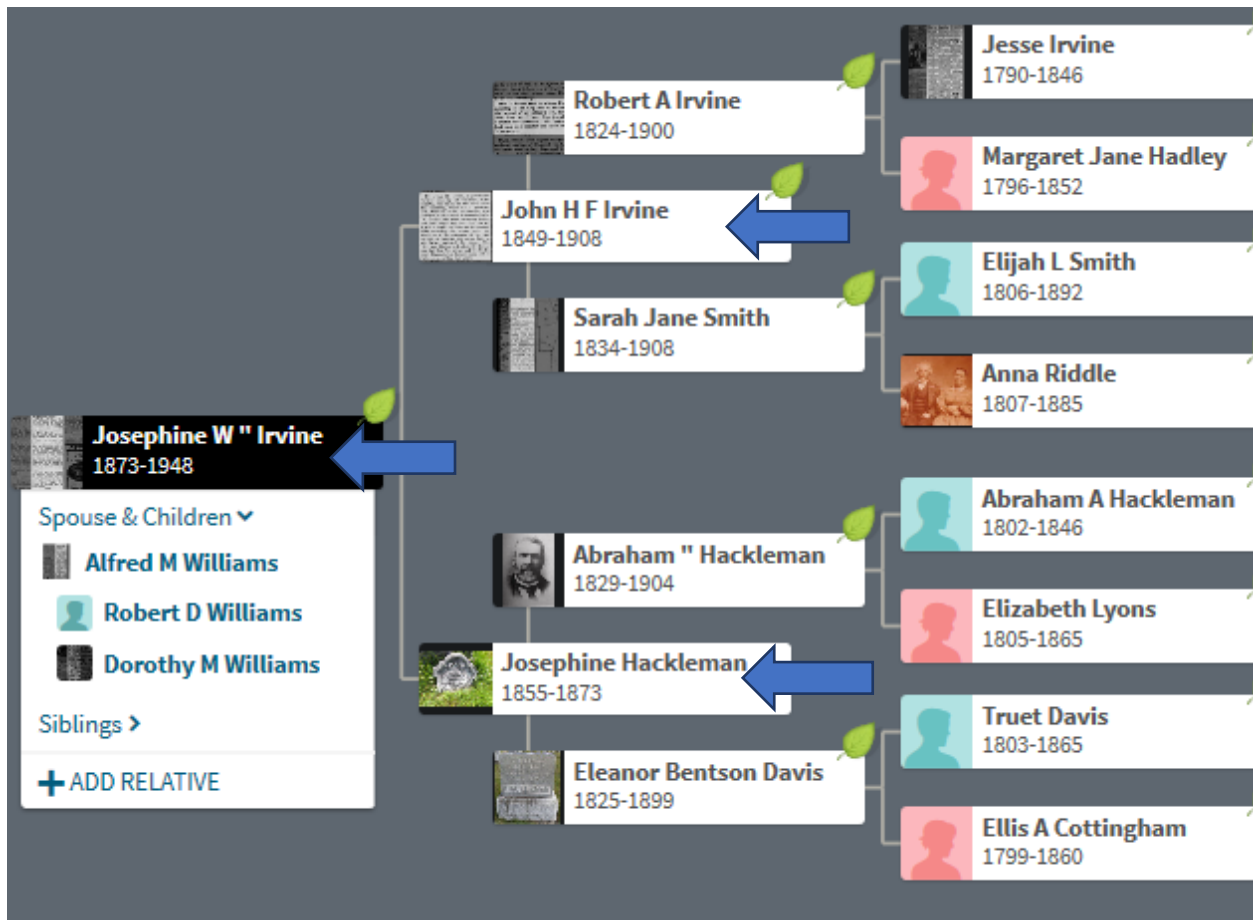 Jesse Irvine
1790-1846
Robert A Irvine
1824-1900
Margaret Jane Hadley
1796-1852
John H F Irvine
1849-1908
Elijah L Smith
1806-1892
Sarah Jane Smith
1834-1908
Anna Riddle
1807-1885
Josephine W " Irvine
1873-1948
Spouse & Children
Alfred M Williams
Robert D Williams
Dorothy M Williams
Siblings
ADD RELATIVE
Abraham A Hackleman
1802-1846
Abraham " Hackleman
1829-1904
Elizabeth Lyons
1805-1865
Josephine Hackleman
1855-1873
Truet Davis
1803-1865
Eleanor Bentson Davis
1825-1899
Ellis A Cottingham
1799-1860